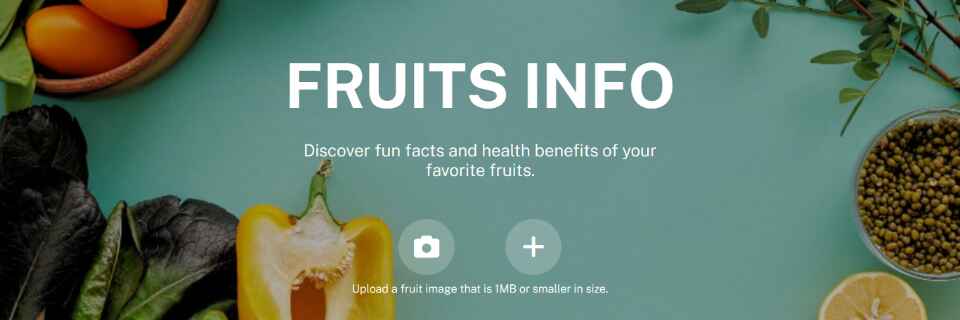 FRUITS INFO
Discover fun facts and health benefits of your
favorite fruits.
Upload a fruit image that is 1MB or smaller in size.